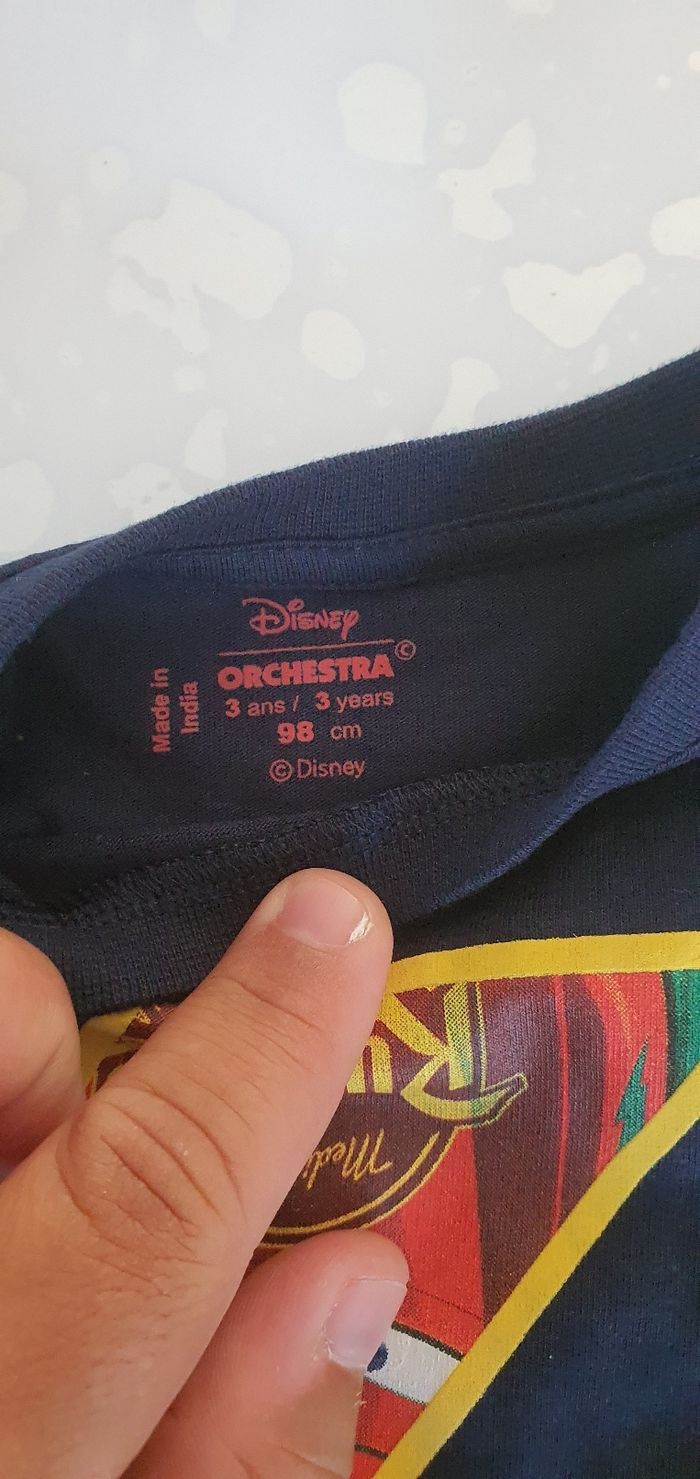 Disney
ORCHESTRA©
3 ans / 3 years
98 cm
©Disney
Made in
India